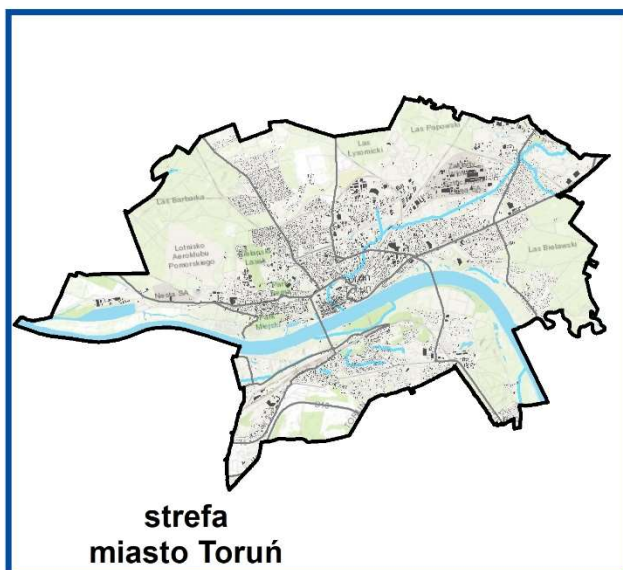 Las Papowski
Las
Łysomicki
Las Barbarka
Lotnisko
Aeroklubu
Pomorskiego
Las Bielawski
strefa
miasto Toruń